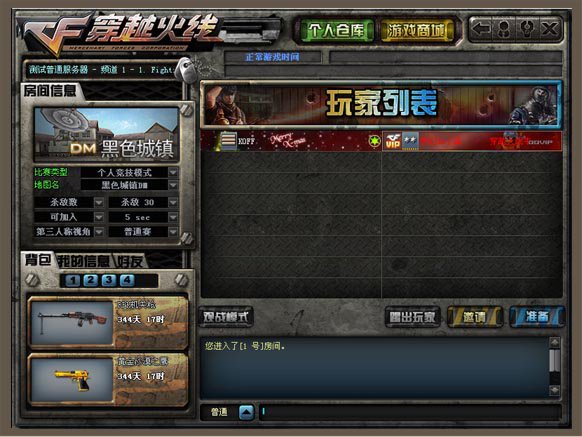 CF 穿越火线
MERCENARY FORCES CORPORATION
个人仓库
游戏商城
测试普通服务器 - 频道 1 - 1. Fight
正常游戏时间
房间信息
玩家列表
DM 黑色城镇
KOFF
Merry X-mas
VIP
比赛类型
个人竞技模式
地图名
黑色城镇DM
杀敌数
杀敌 30
可加入
5 sec
第三人称视角
普通赛
背包
我的信息
好友
1 2 3 4
344天 17时
344天 17时
观战模式
踢出玩家
邀请
准备
您进入了[1 号]房间。
普通